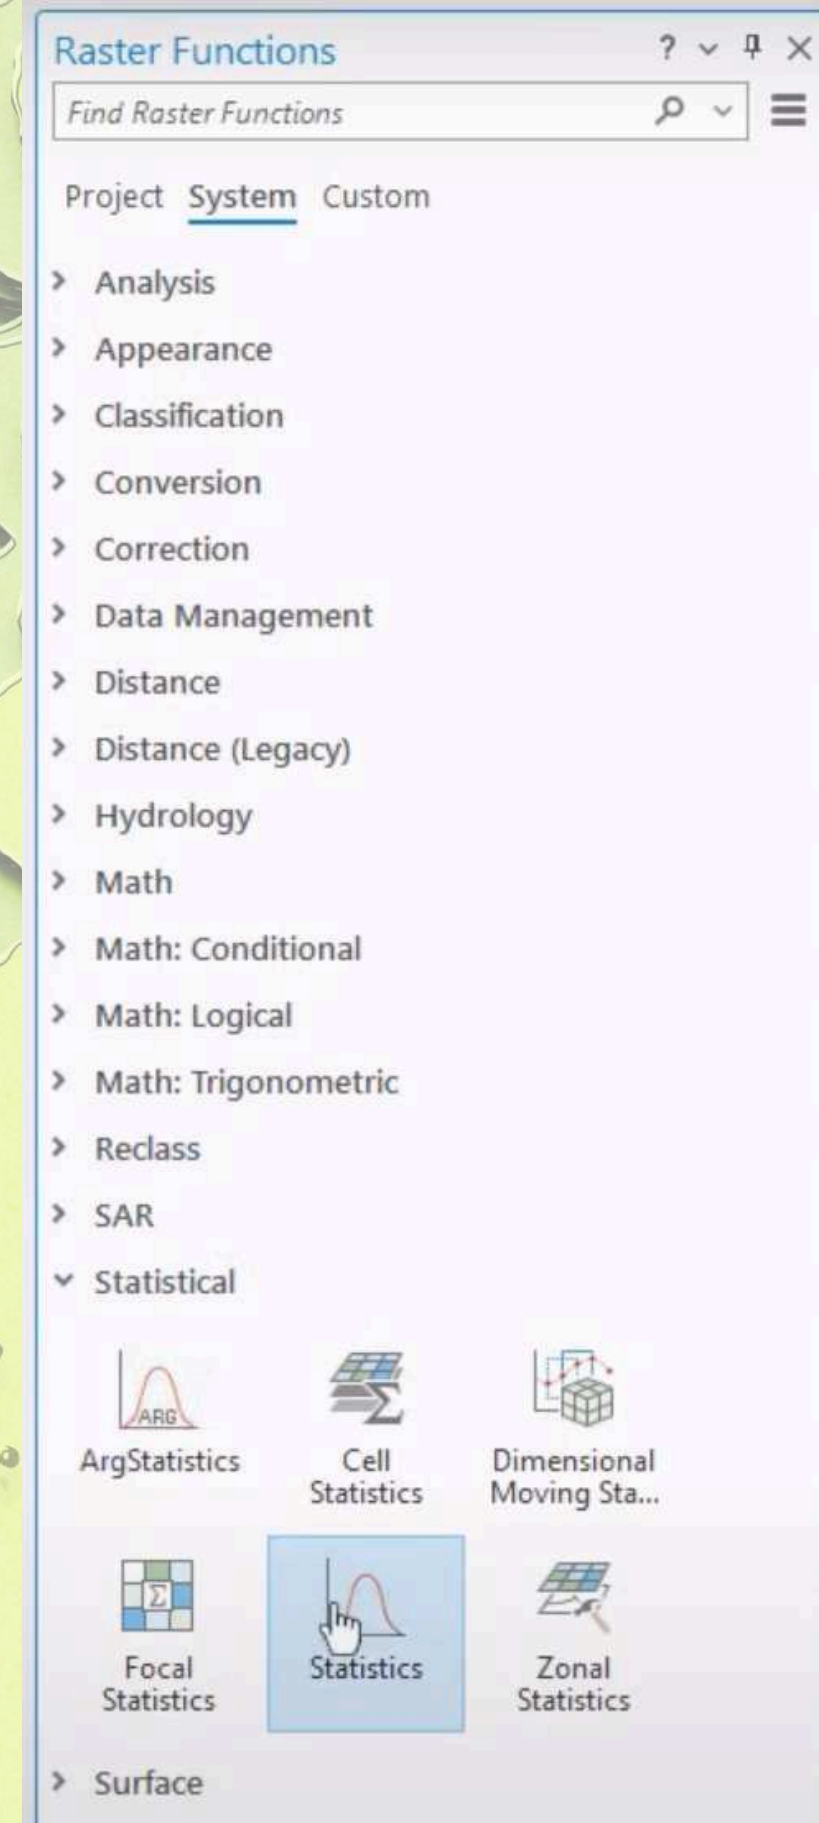 Raster Functions
Find Raster Functions
Project System Custom
Analysis
Appearance
Classification
Conversion
Correction
Data Management
Distance
Distance (Legacy)
Hydrology
Math
Math: Conditional
Math: Logical
Math: Trigonometric
Reclass
SAR
Statistical
ARG
ArgStatistics
Cell
Statistics
Dimensional
Moving Sta...
Focal
Statistics
Statistics
Zonal
Statistics
Surface